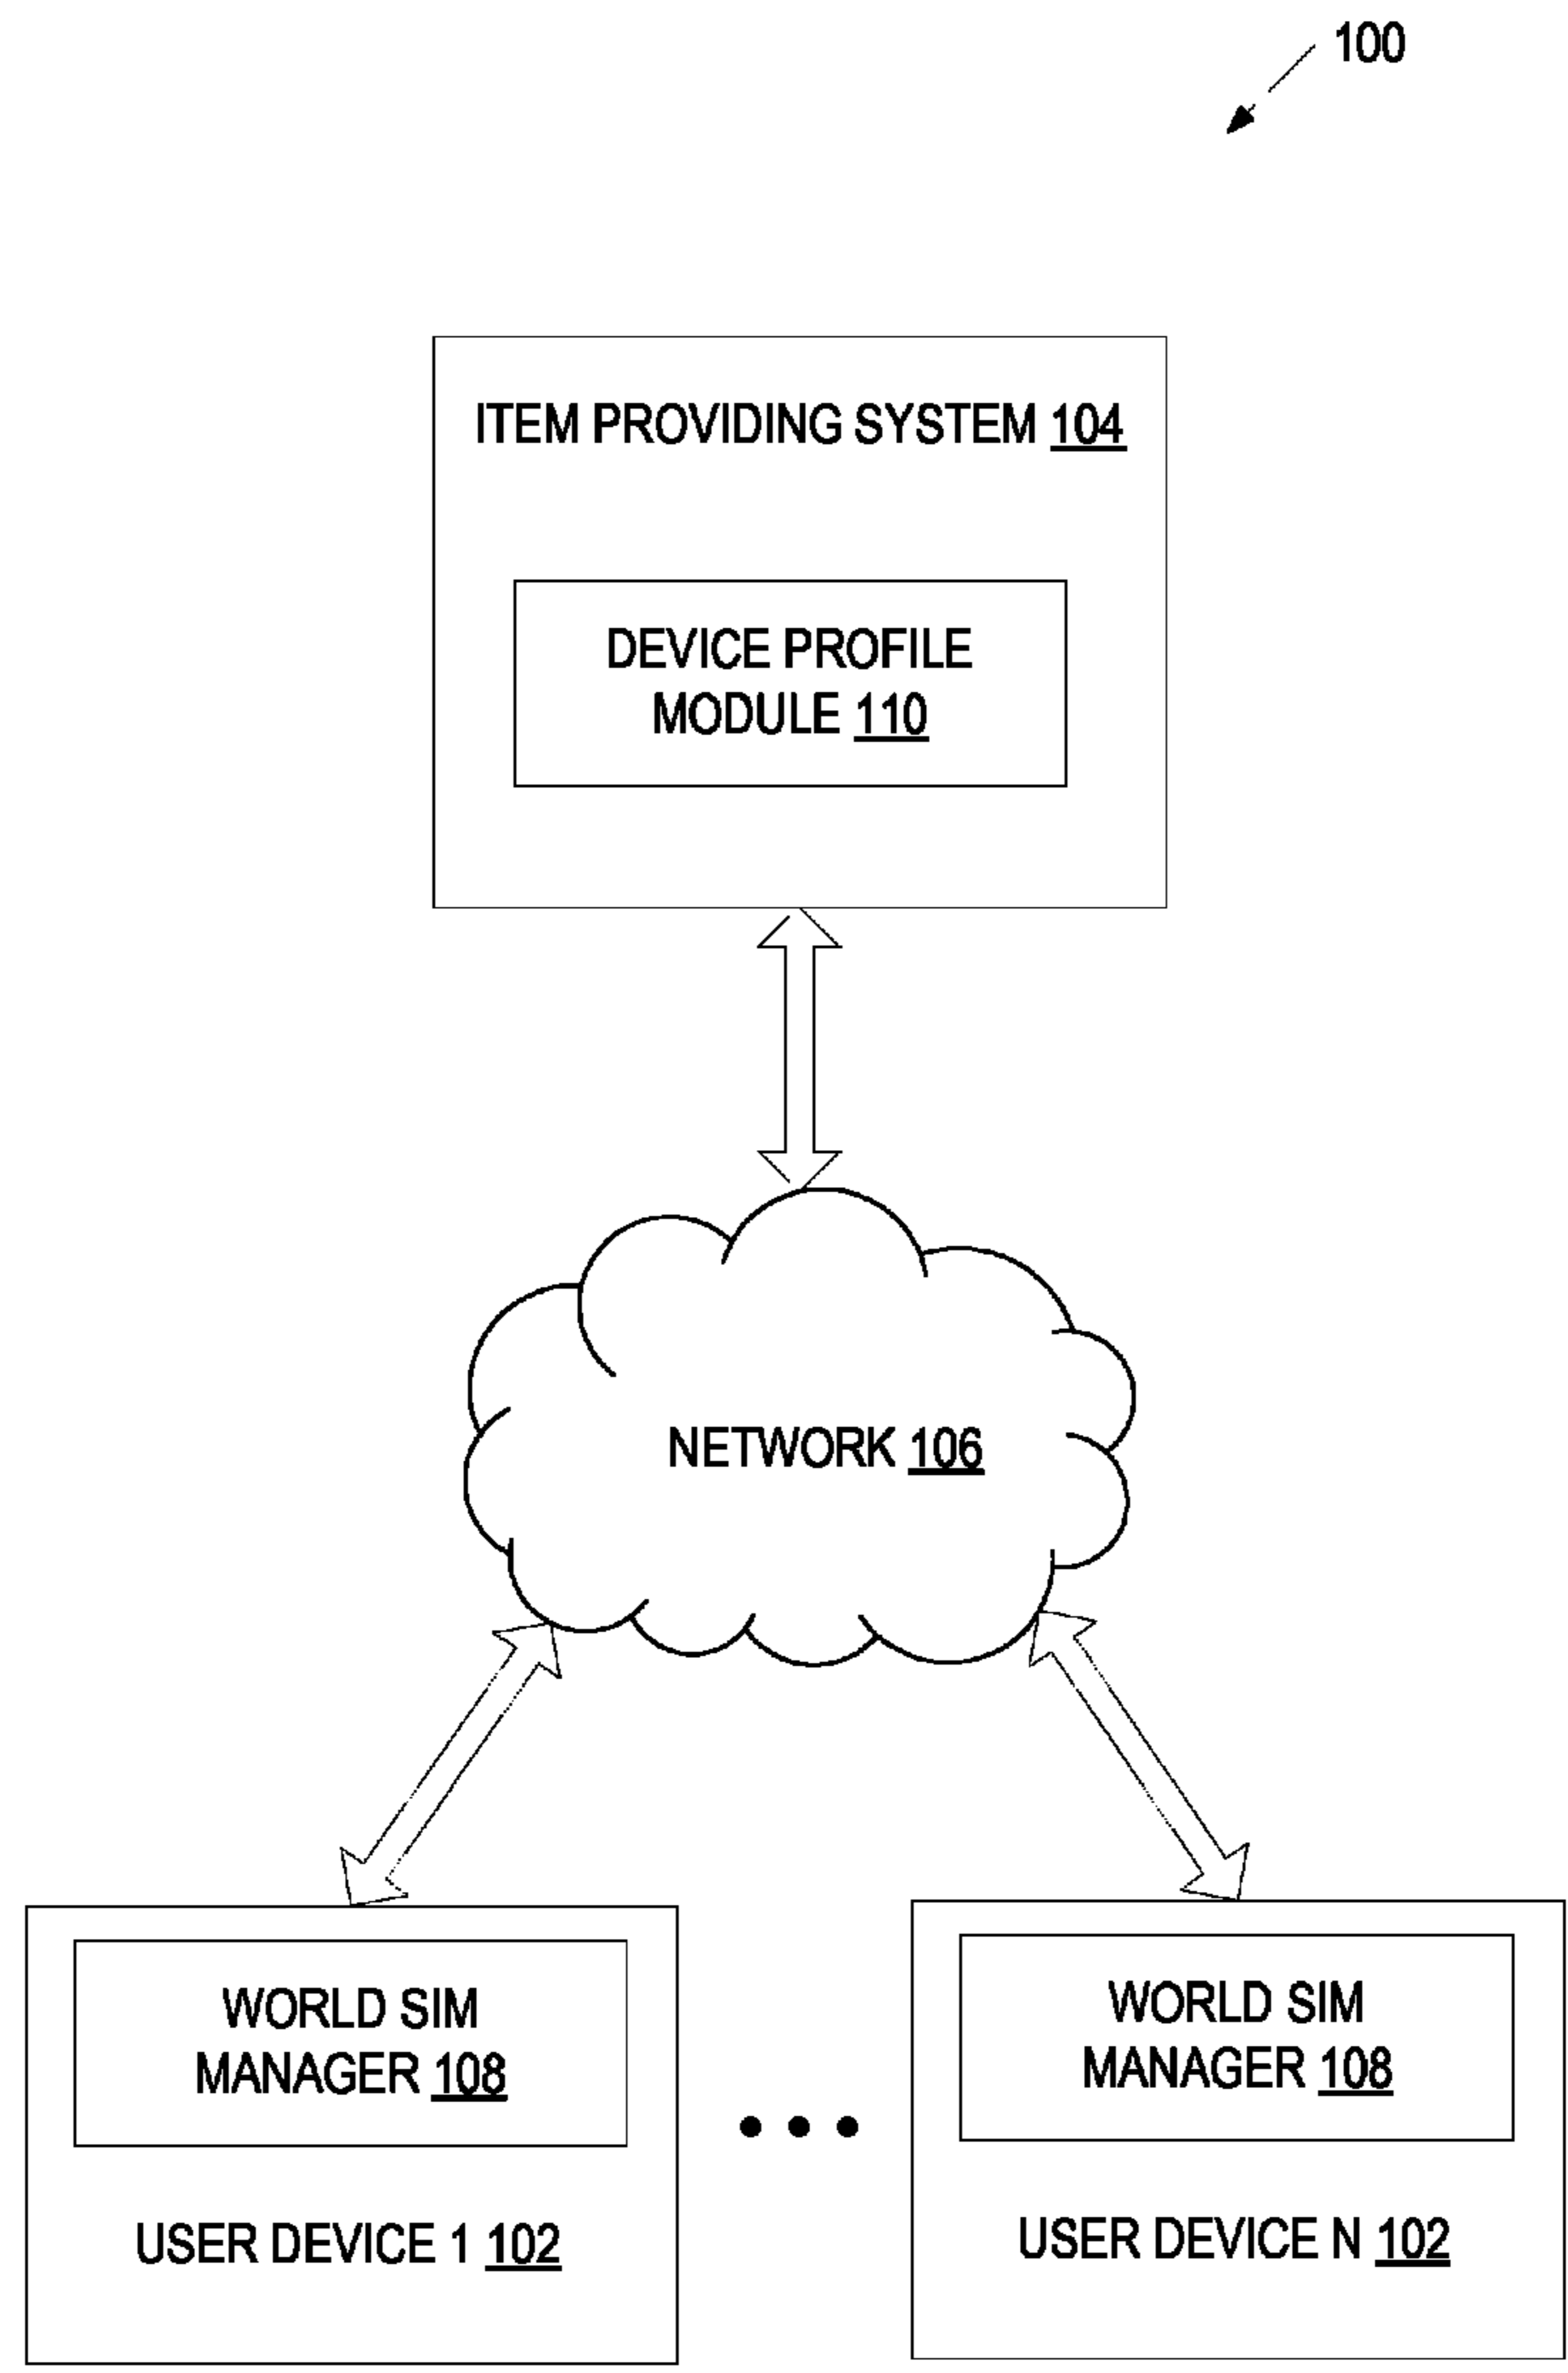 100
ITEM PROVIDING SYSTEM 104
DEVICE PROFILE
MODULE 110
NETWORK 106
WORLD SIM
MANAGER 108
USER DEVICE 1 102
WORLD SIM
MANAGER 108
USER DEVICE N 102